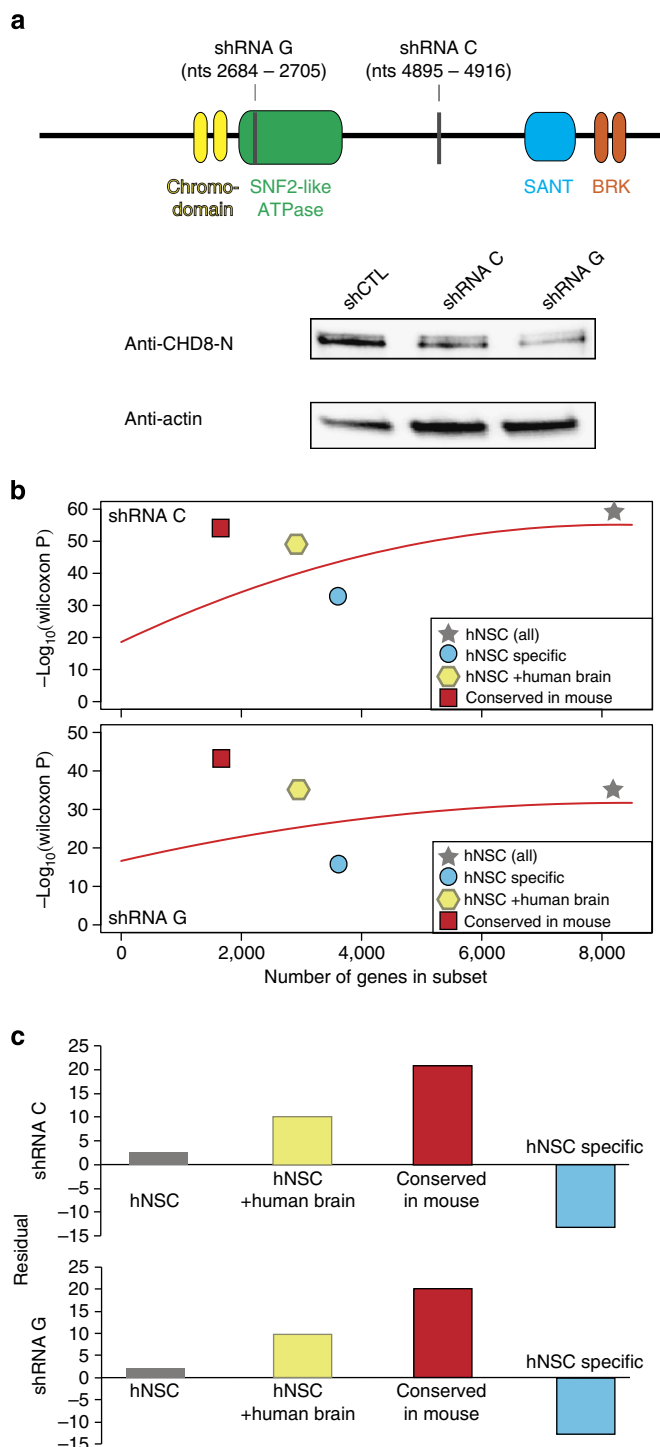 a
shRNA G
(nts 2684 – 2705)
shRNA C
(nts 4895 – 4916)
Chromo-
domain
SNF2-like
ATPase
SANT
BRK
shCTL
shRNA C
shRNA G
Anti-CHD8-N
Anti-actin
b
shRNA C
–Log10(wilcoxon P)
60
50
40
30
20
10
0
hNSC (all)
hNSC specific
hNSC +human brain
Conserved in mouse
shRNA G
–Log10(wilcoxon P)
50
40
30
20
10
0
hNSC (all)
hNSC specific
hNSC +human brain
Conserved in mouse
0
2,000
4,000
6,000
8,000
Number of genes in subset
c
Residual
shRNA C
25
20
15
10
5
0
–5
–10
–15
hNSC
hNSC
+human brain
Conserved
in mouse
hNSC specific
shRNA G
25
20
15
10
5
0
–5
–10
–15
hNSC
hNSC
+human brain
Conserved
in mouse
hNSC specific